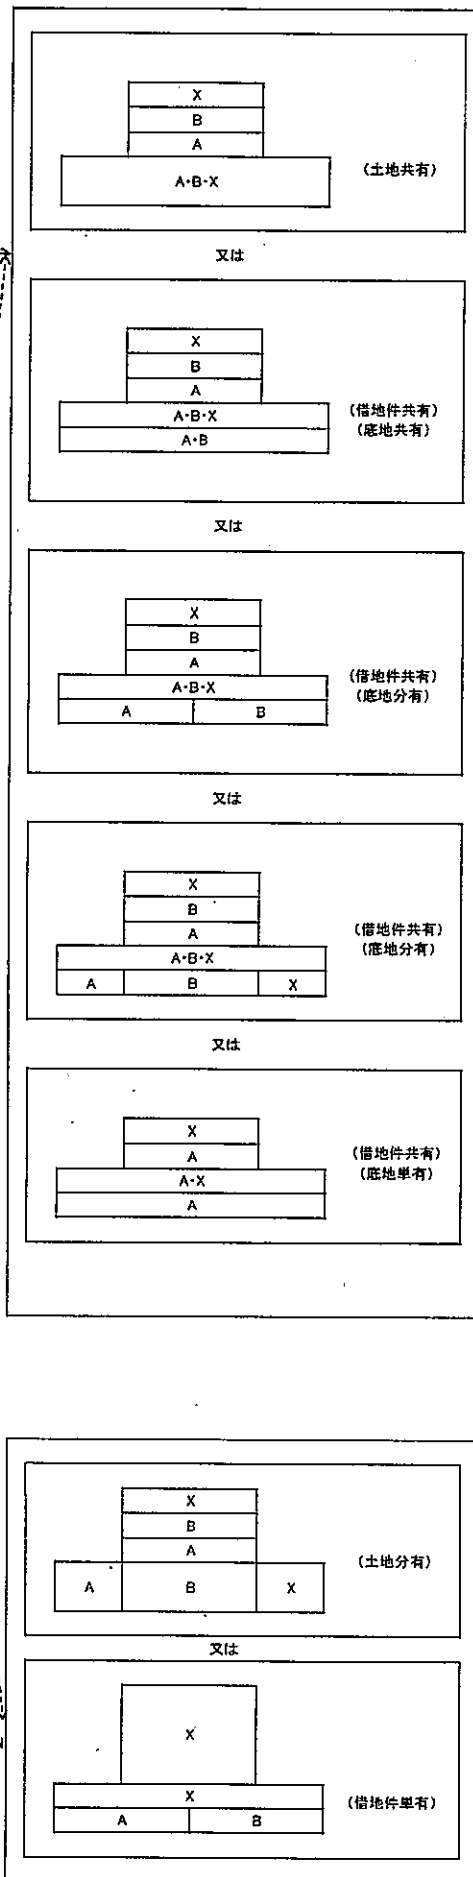 X
B
A
A・B・X
(土地共有)
又は
X
B
A
A・B・X
A・B
(借地件共有)
(底地共有)
又は
X
B
A
A・B・X
A B
(借地件共有)
(底地分有)
又は
X
B
A
A・B・X
A B X
(借地件共有)
(底地分有)
又は
X
A
A・X
A
(借地件共有)
(底地単有)
X
B
A
A B X
(土地分有)
又は
X
X
A B
(借地件単有)